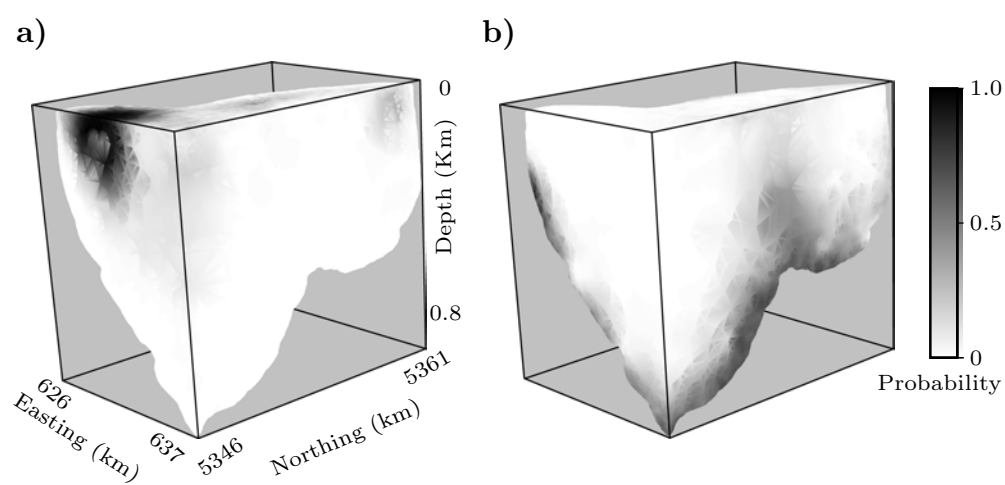 a)
b)
0
Depth (Km)
0.8
626
Easting (km)
637
5346
Northing (km)
5361
1.0
0.5
0
Probability